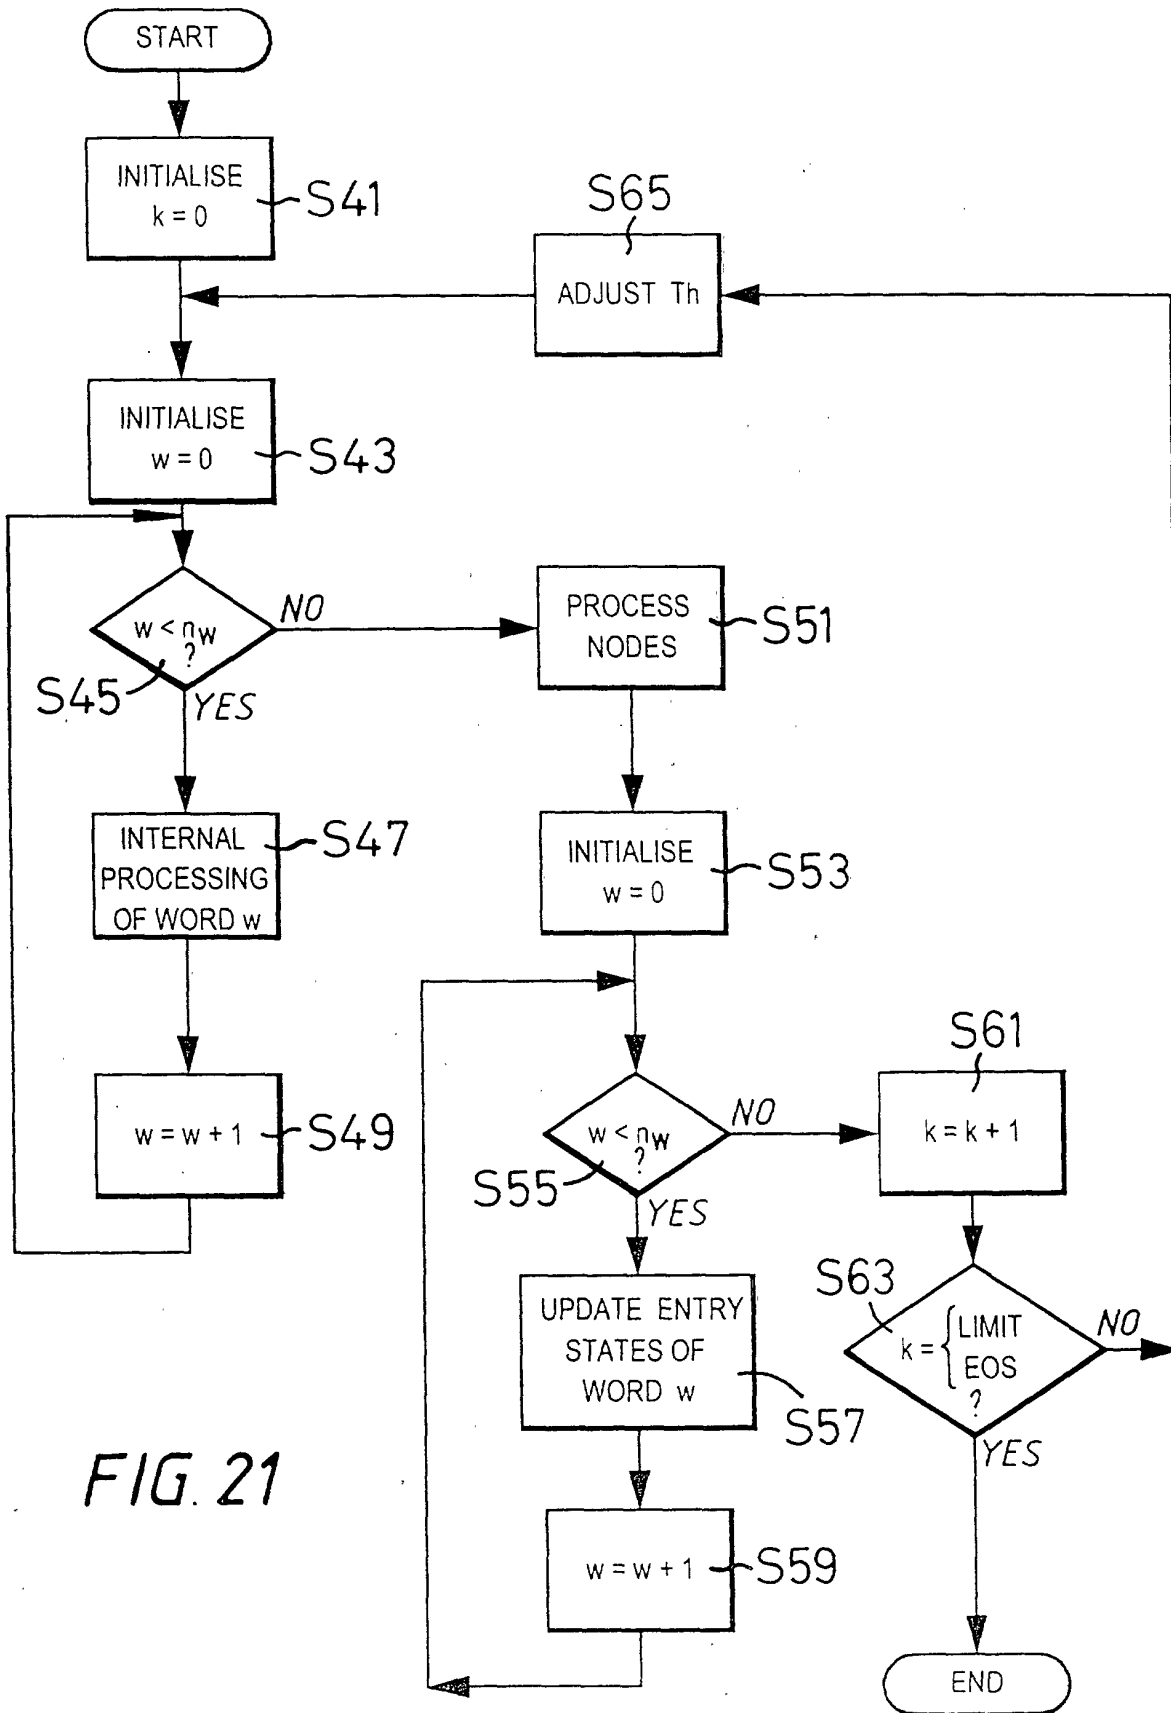 START
INITIALISE
k = 0
S41
S65
ADJUST Th
INITIALISE
w = 0
S43
w < nw
?
S45
NO
YES
PROCESS
NODES
S51
INTERNAL
PROCESSING
OF WORD w
S47
INITIALISE
w = 0
S53
w = w + 1
S49
w < nw
?
S55
NO
YES
S61
k = k + 1
UPDATE ENTRY
STATES OF
WORD w
S57
S63
k = { LIMIT
EOS
?
NO
YES
w = w + 1
S59
END
FIG. 21